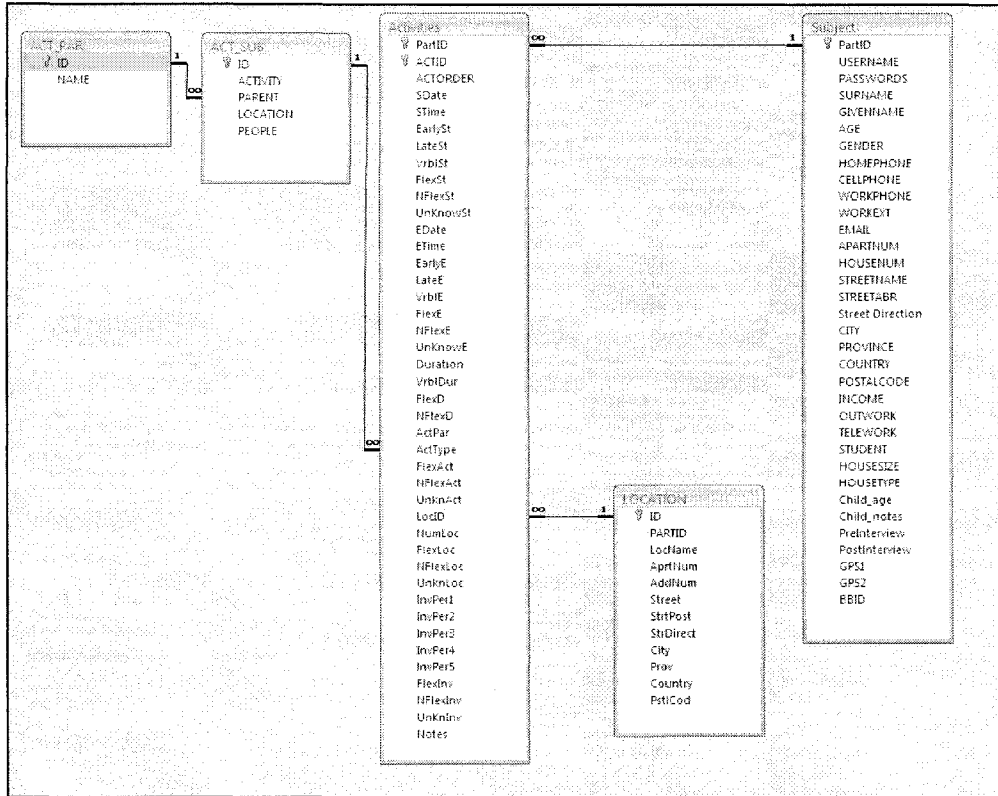 ACT_PAR
ID
NAME
1
∞
ACT_SUB
ID
ACTIVITY
PARENT
LOCATION
PEOPLE
1
∞
Activities
PartID
ACTID
ACTORDER
SDate
STime
EarlySt
LateSt
VrblSt
FlexSt
NFlexSt
UnKnowSt
EDate
ETime
EarlyE
LateE
VrblE
FlexE
NFlexE
UnKnowE
Duration
VrblDur
FlexD
NFlexD
ActPar
ActType
FlexAct
NFlexAct
UnknAct
LocID
NumLoc
FlexLoc
NFlexLoc
UnknLoc
InvPer1
InvPer2
InvPer3
InvPer4
InvPer5
FlexInv
NFlexInv
UnKnInv
Notes
∞
1
∞
1
LOCATION
ID
PARTID
LocName
AprtNum
AddNum
Street
StrtPost
StrDirect
City
Prov
Country
PstlCod
Subject
PartID
USERNAME
PASSWORDS
SURNAME
GIVENNAME
AGE
GENDER
HOMEPHONE
CELLPHONE
WORKPHONE
WORKEXT
EMAIL
APARTNUM
HOUSENUM
STREETNAME
STREETABR
Street Direction
CITY
PROVINCE
COUNTRY
POSTALCODE
INCOME
OUTWORK
TELEWORK
STUDENT
HOUSESIZE
HOUSETYPE
Child_age
Child_notes
PreInterview
PostInterview
GPS1
GPS2
BBID